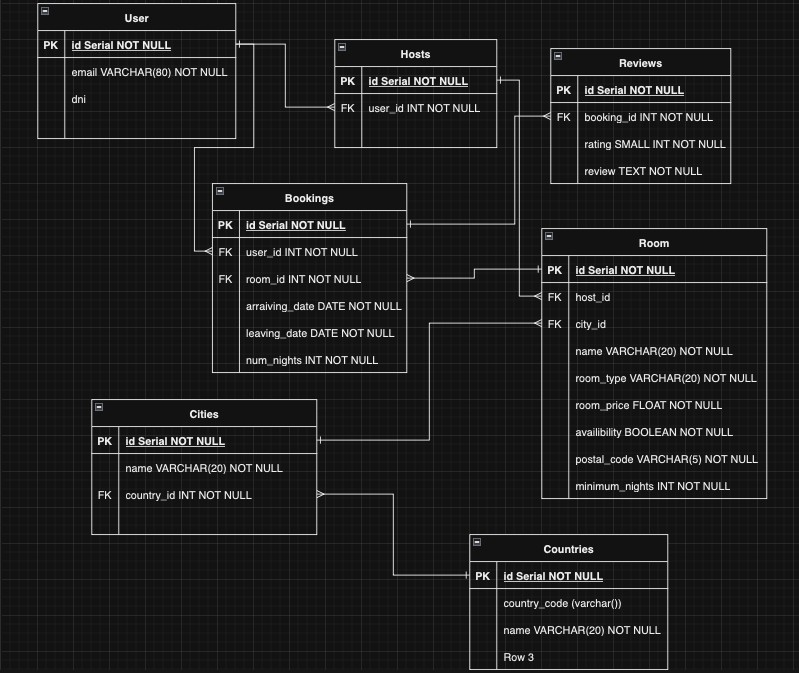 User
PK id Serial NOT NULL
email VARCHAR(80) NOT NULL
dni
Hosts
PK id Serial NOT NULL
FK user_id INT NOT NULL
Reviews
PK id Serial NOT NULL
FK booking_id INT NOT NULL
rating SMALL INT NOT NULL
review TEXT NOT NULL
Bookings
PK id Serial NOT NULL
FK user_id INT NOT NULL
FK room_id INT NOT NULL
arraiving_date DATE NOT NULL
leaving_date DATE NOT NULL
num_nights INT NOT NULL
Room
PK id Serial NOT NULL
FK host_id
FK city_id
name VARCHAR(20) NOT NULL
room_type VARCHAR(20) NOT NULL
room_price FLOAT NOT NULL
availibility BOOLEAN NOT NULL
postal_code VARCHAR(5) NOT NULL
minimum_nights INT NOT NULL
Cities
PK id Serial NOT NULL
name VARCHAR(20) NOT NULL
FK country_id INT NOT NULL
Countries
PK id Serial NOT NULL
country_code (varchar())
name VARCHAR(20) NOT NULL
Row 3